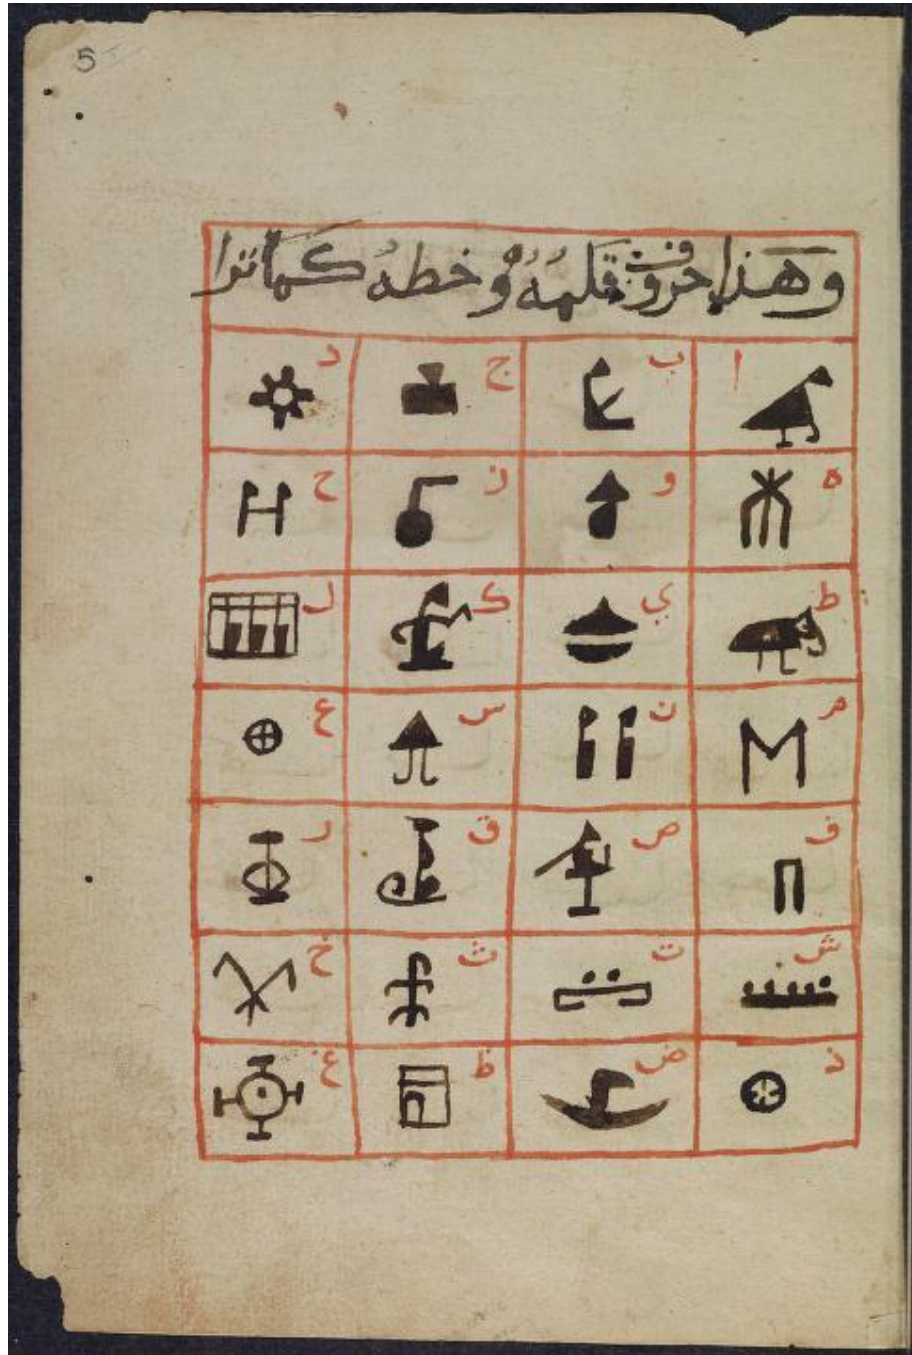 5
وهذا حروف قلمه وخطه كما ترا
ا ب ج د
ه و ز ح
ط ي ك ل
م ن س ع
ف ص ق ر
ش ت ث خ
ذ ض ظ غ